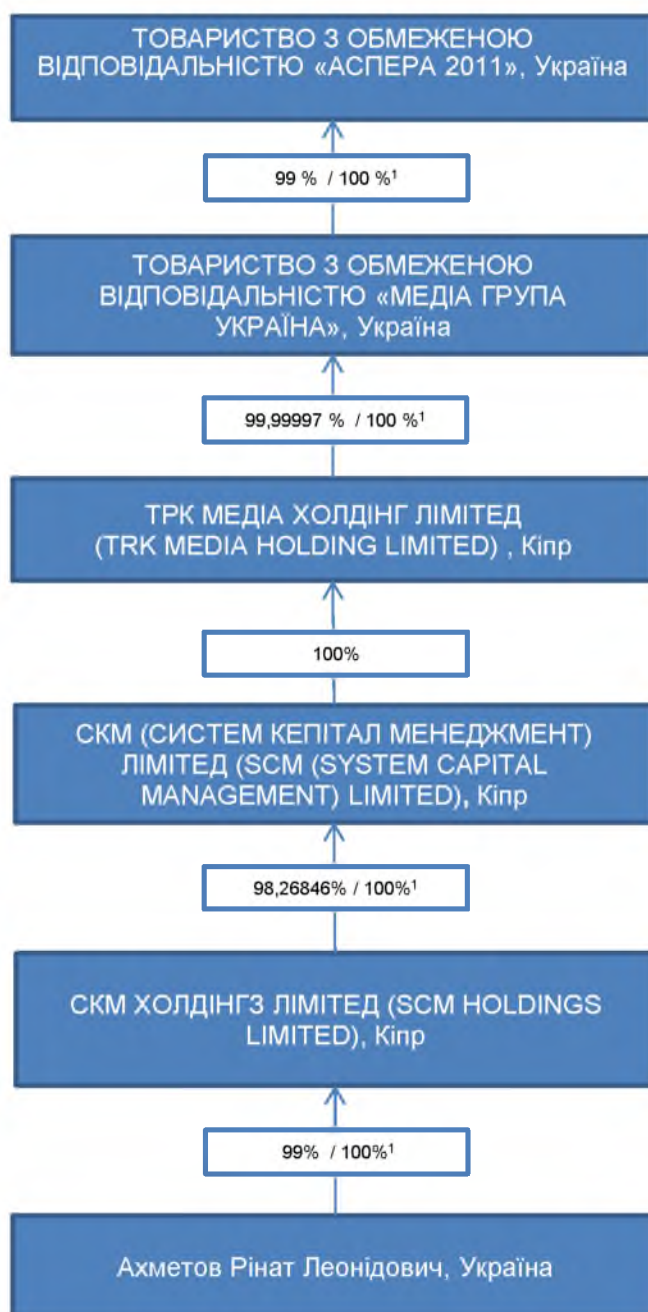 ТОВАРИСТВО З ОБМЕЖЕНОЮ
ВІДПОВІДАЛЬНІСТЮ «АСПЕРА 2011», Україна
99 % / 100 %¹
ТОВАРИСТВО З ОБМЕЖЕНОЮ
ВІДПОВІДАЛЬНІСТЮ «МЕДІА ГРУПА
УКРАЇНА», Україна
99,99997 % / 100 %¹
ТРК МЕДІА ХОЛДІНГ ЛІМІТЕД
(TRK MEDIA HOLDING LIMITED) , Кіпр
100%
СКМ (СИСТЕМ КЕПІТАЛ МЕНЕДЖМЕНТ)
ЛІМІТЕД (SCM (SYSTEM CAPITAL
MANAGEMENT) LIMITED), Кіпр
98,26846% / 100%¹
СКМ ХОЛДІНГЗ ЛІМІТЕД (SCM HOLDINGS
LIMITED), Кіпр
99% / 100%¹
Ахметов Рінат Леонідович, Україна